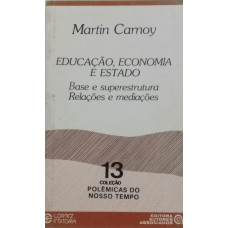 Martin Carnoy
EDUCAÇÃO, ECONOMIA
E ESTADO
Base e superestrutura
Relações e mediações
13
COLEÇÃO
POLÊMICAS DO
NOSSO TEMPO
CORTEZ
EDITORA
EDITORA
AUTORES
ASSOCIADOS